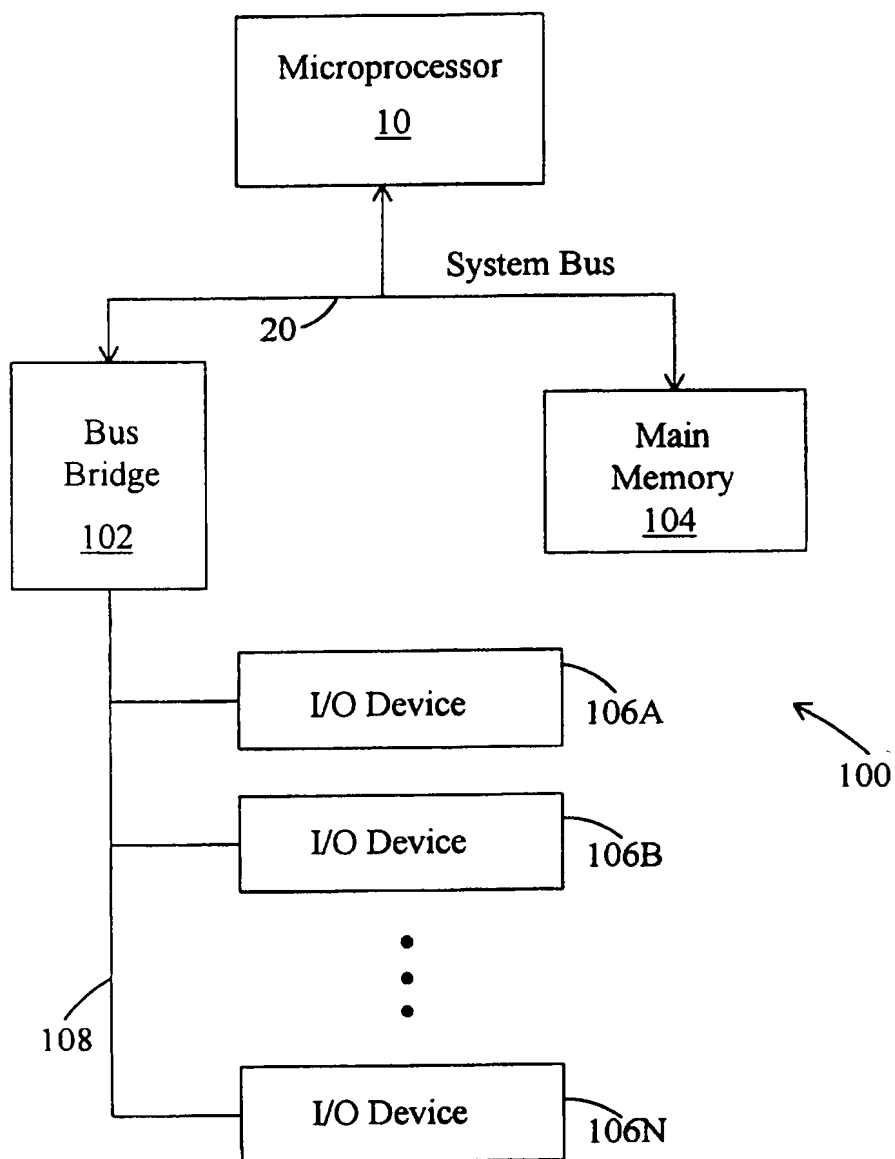 Microprocessor
10
System Bus
20
Bus
Bridge
102
Main
Memory
104
I/O Device
106A
100
I/O Device
106B
108
I/O Device
106N